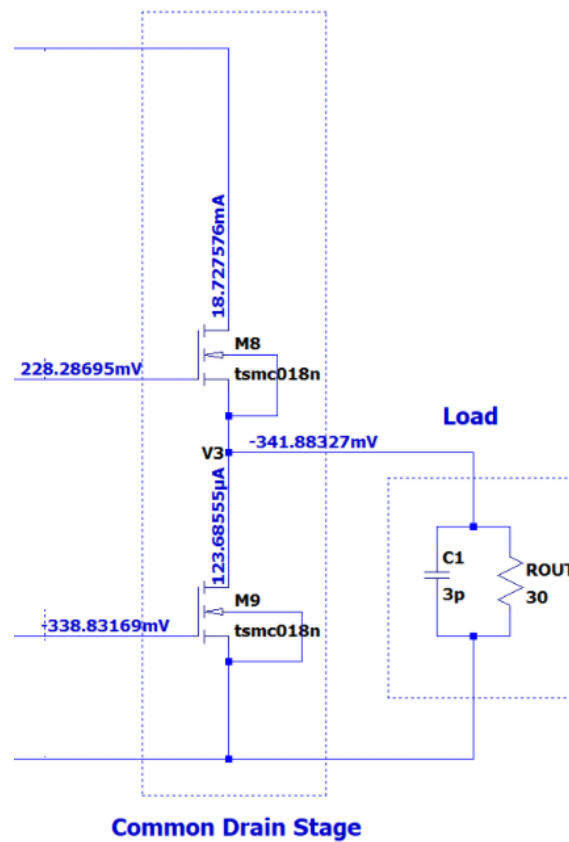 18.727576mA
M8
228.28695mV
tsmc018n
Load
-341.88327mV
V3
123.68555µA
C1
ROUT
M9
3p
30
-338.83169mV
tsmc018n
Common Drain Stage